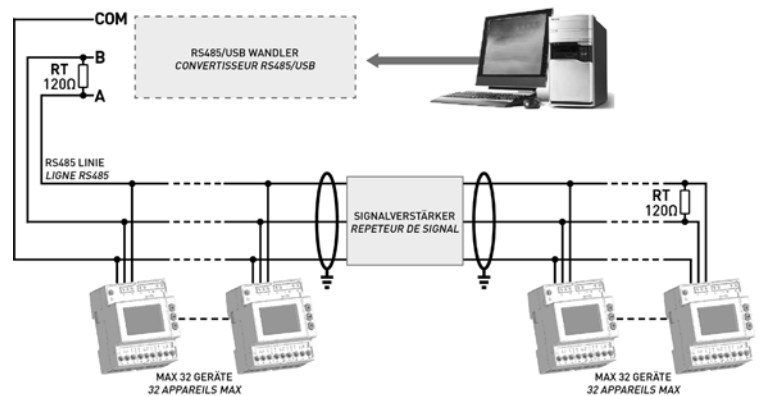 COM
B
RT
120Ω
A
RS485/USB WANDLER
CONVERTISSEUR RS485/USB
RS485 LINIE
LIGNE RS485
SIGNALVERSTÄRKER
REPETEUR DE SIGNAL
RT
120Ω
MAX 32 GERÄTE
32 APPAREILS MAX
MAX 32 GERÄTE
32 APPAREILS MAX